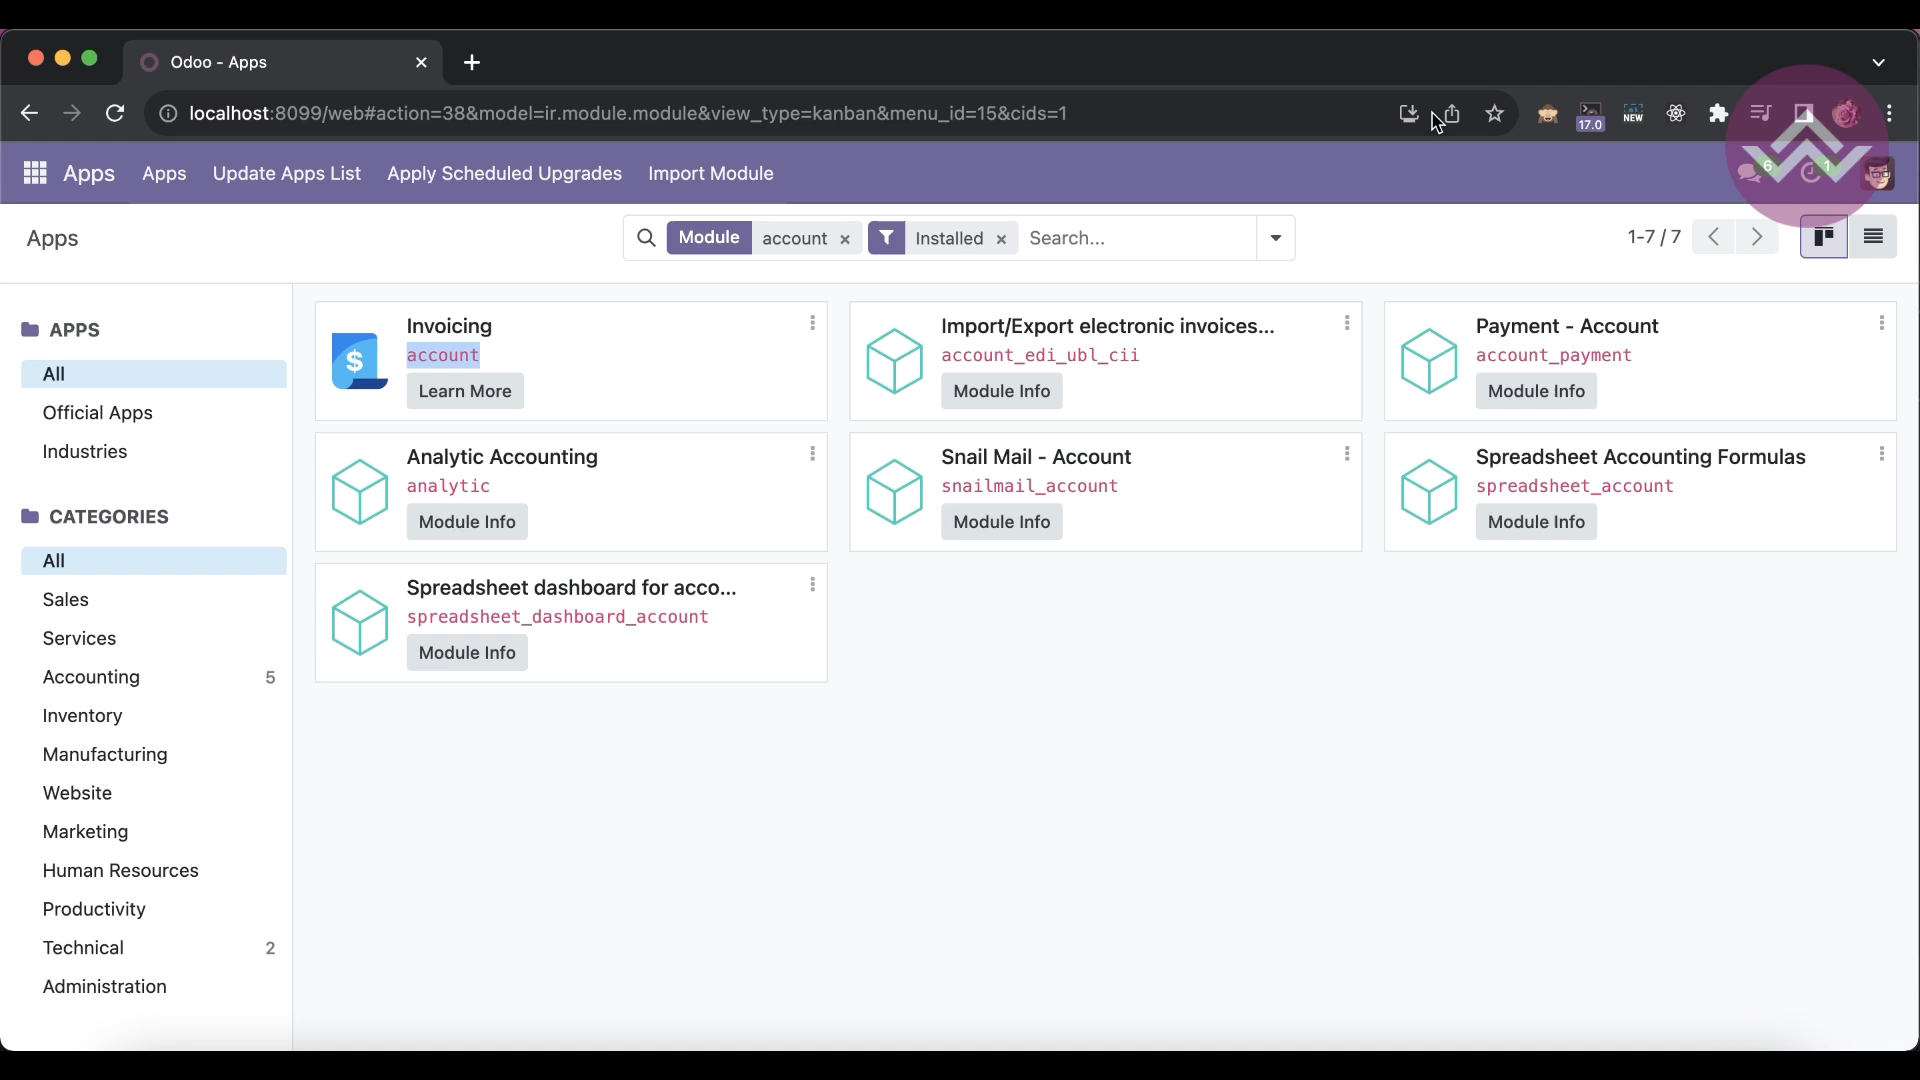 Odoo - Apps
localhost:8099/web#action=38&model=ir.module.module&view_type=kanban&menu_id=15&cids=1
17.0
NEW
Apps
Apps
Update Apps List
Apply Scheduled Upgrades
Import Module
6
1
Apps
Module account
Installed
Search...
1-7 / 7
APPS
All
Official Apps
Industries
CATEGORIES
All
Sales
Services
Accounting 5
Inventory
Manufacturing
Website
Marketing
Human Resources
Productivity
Technical 2
Administration
Invoicing
account
Learn More
Import/Export electronic invoices...
account_edi_ubl_cii
Module Info
Payment - Account
account_payment
Module Info
Analytic Accounting
analytic
Module Info
Snail Mail - Account
snailmail_account
Module Info
Spreadsheet Accounting Formulas
spreadsheet_account
Module Info
Spreadsheet dashboard for acco...
spreadsheet_dashboard_account
Module Info